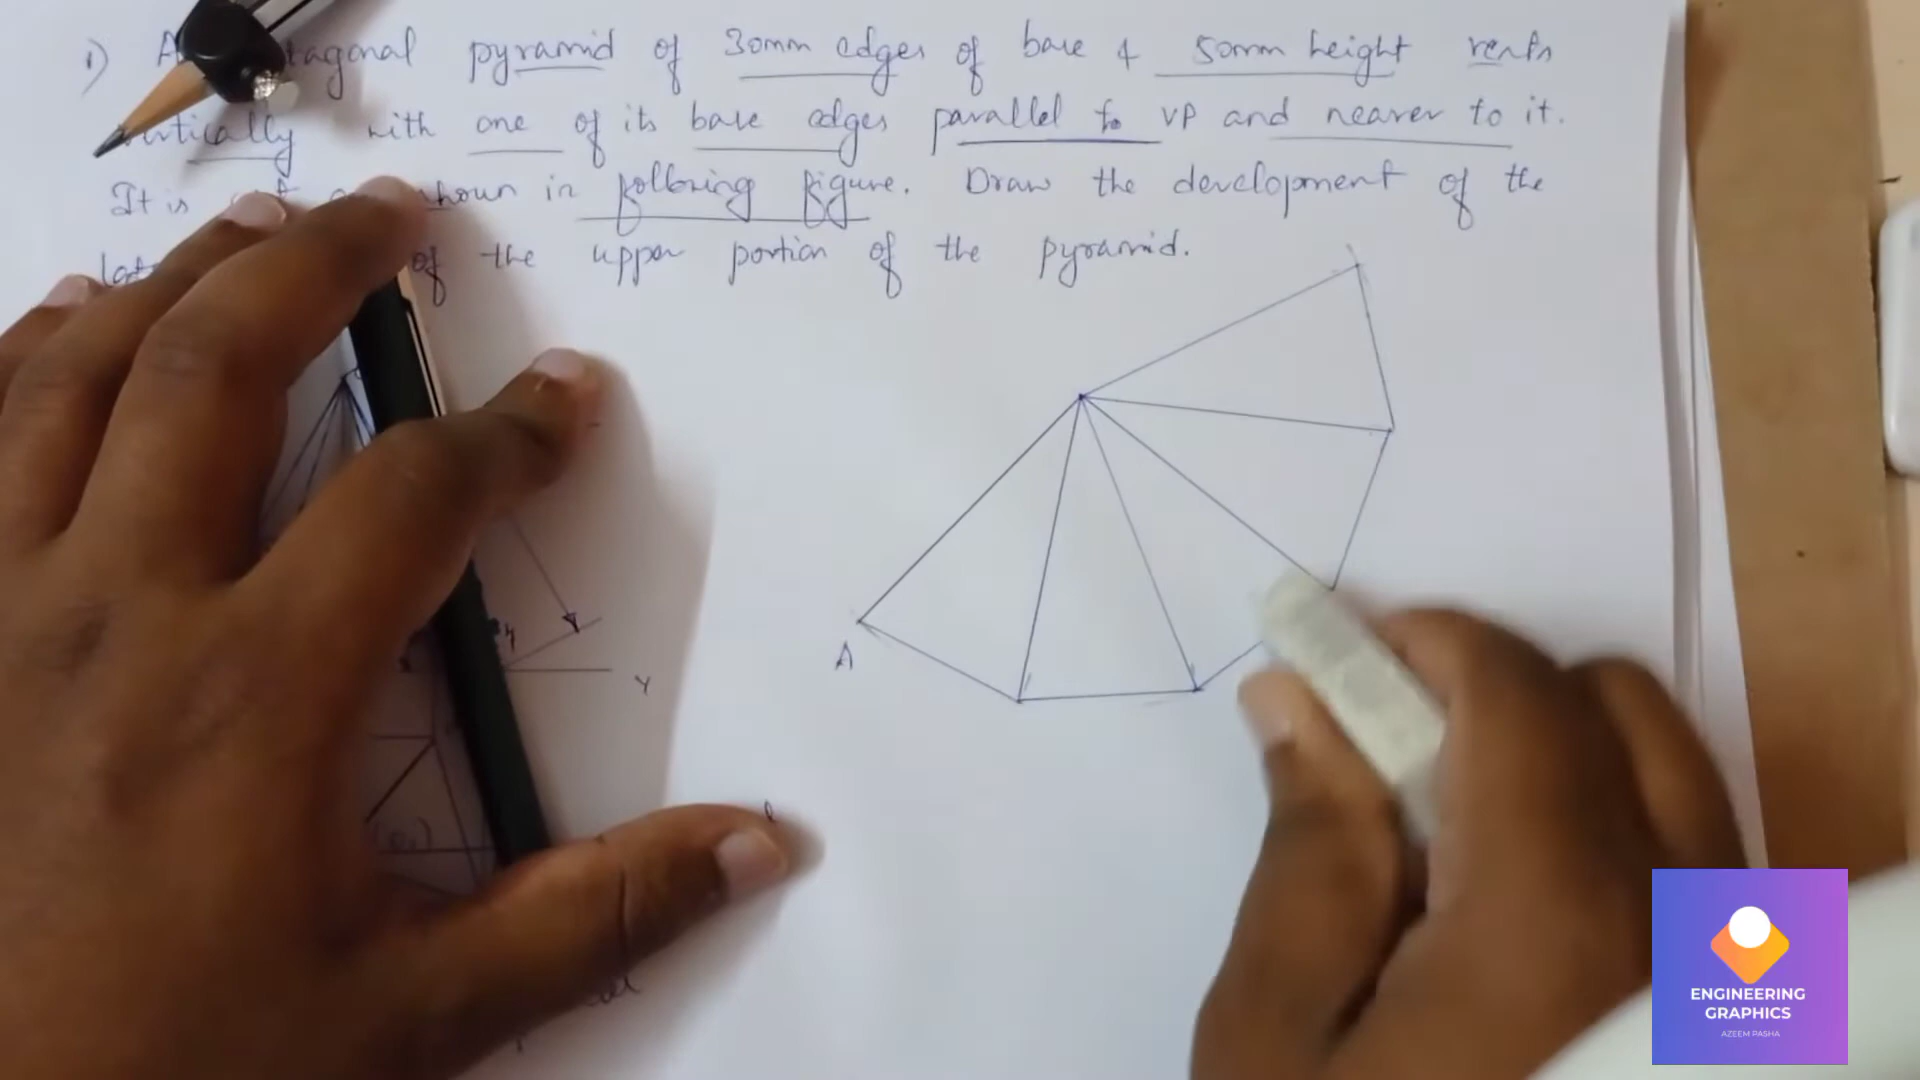 1) pyramid of 30mm edges of base & 50mm height rests
with one of its base edges parallel to VP and nearer to it.
It is shown in following figure. Draw the development of the
of the upper portion of the pyramid.
A
Y
ENGINEERING
GRAPHICS
AZEEM PASHA